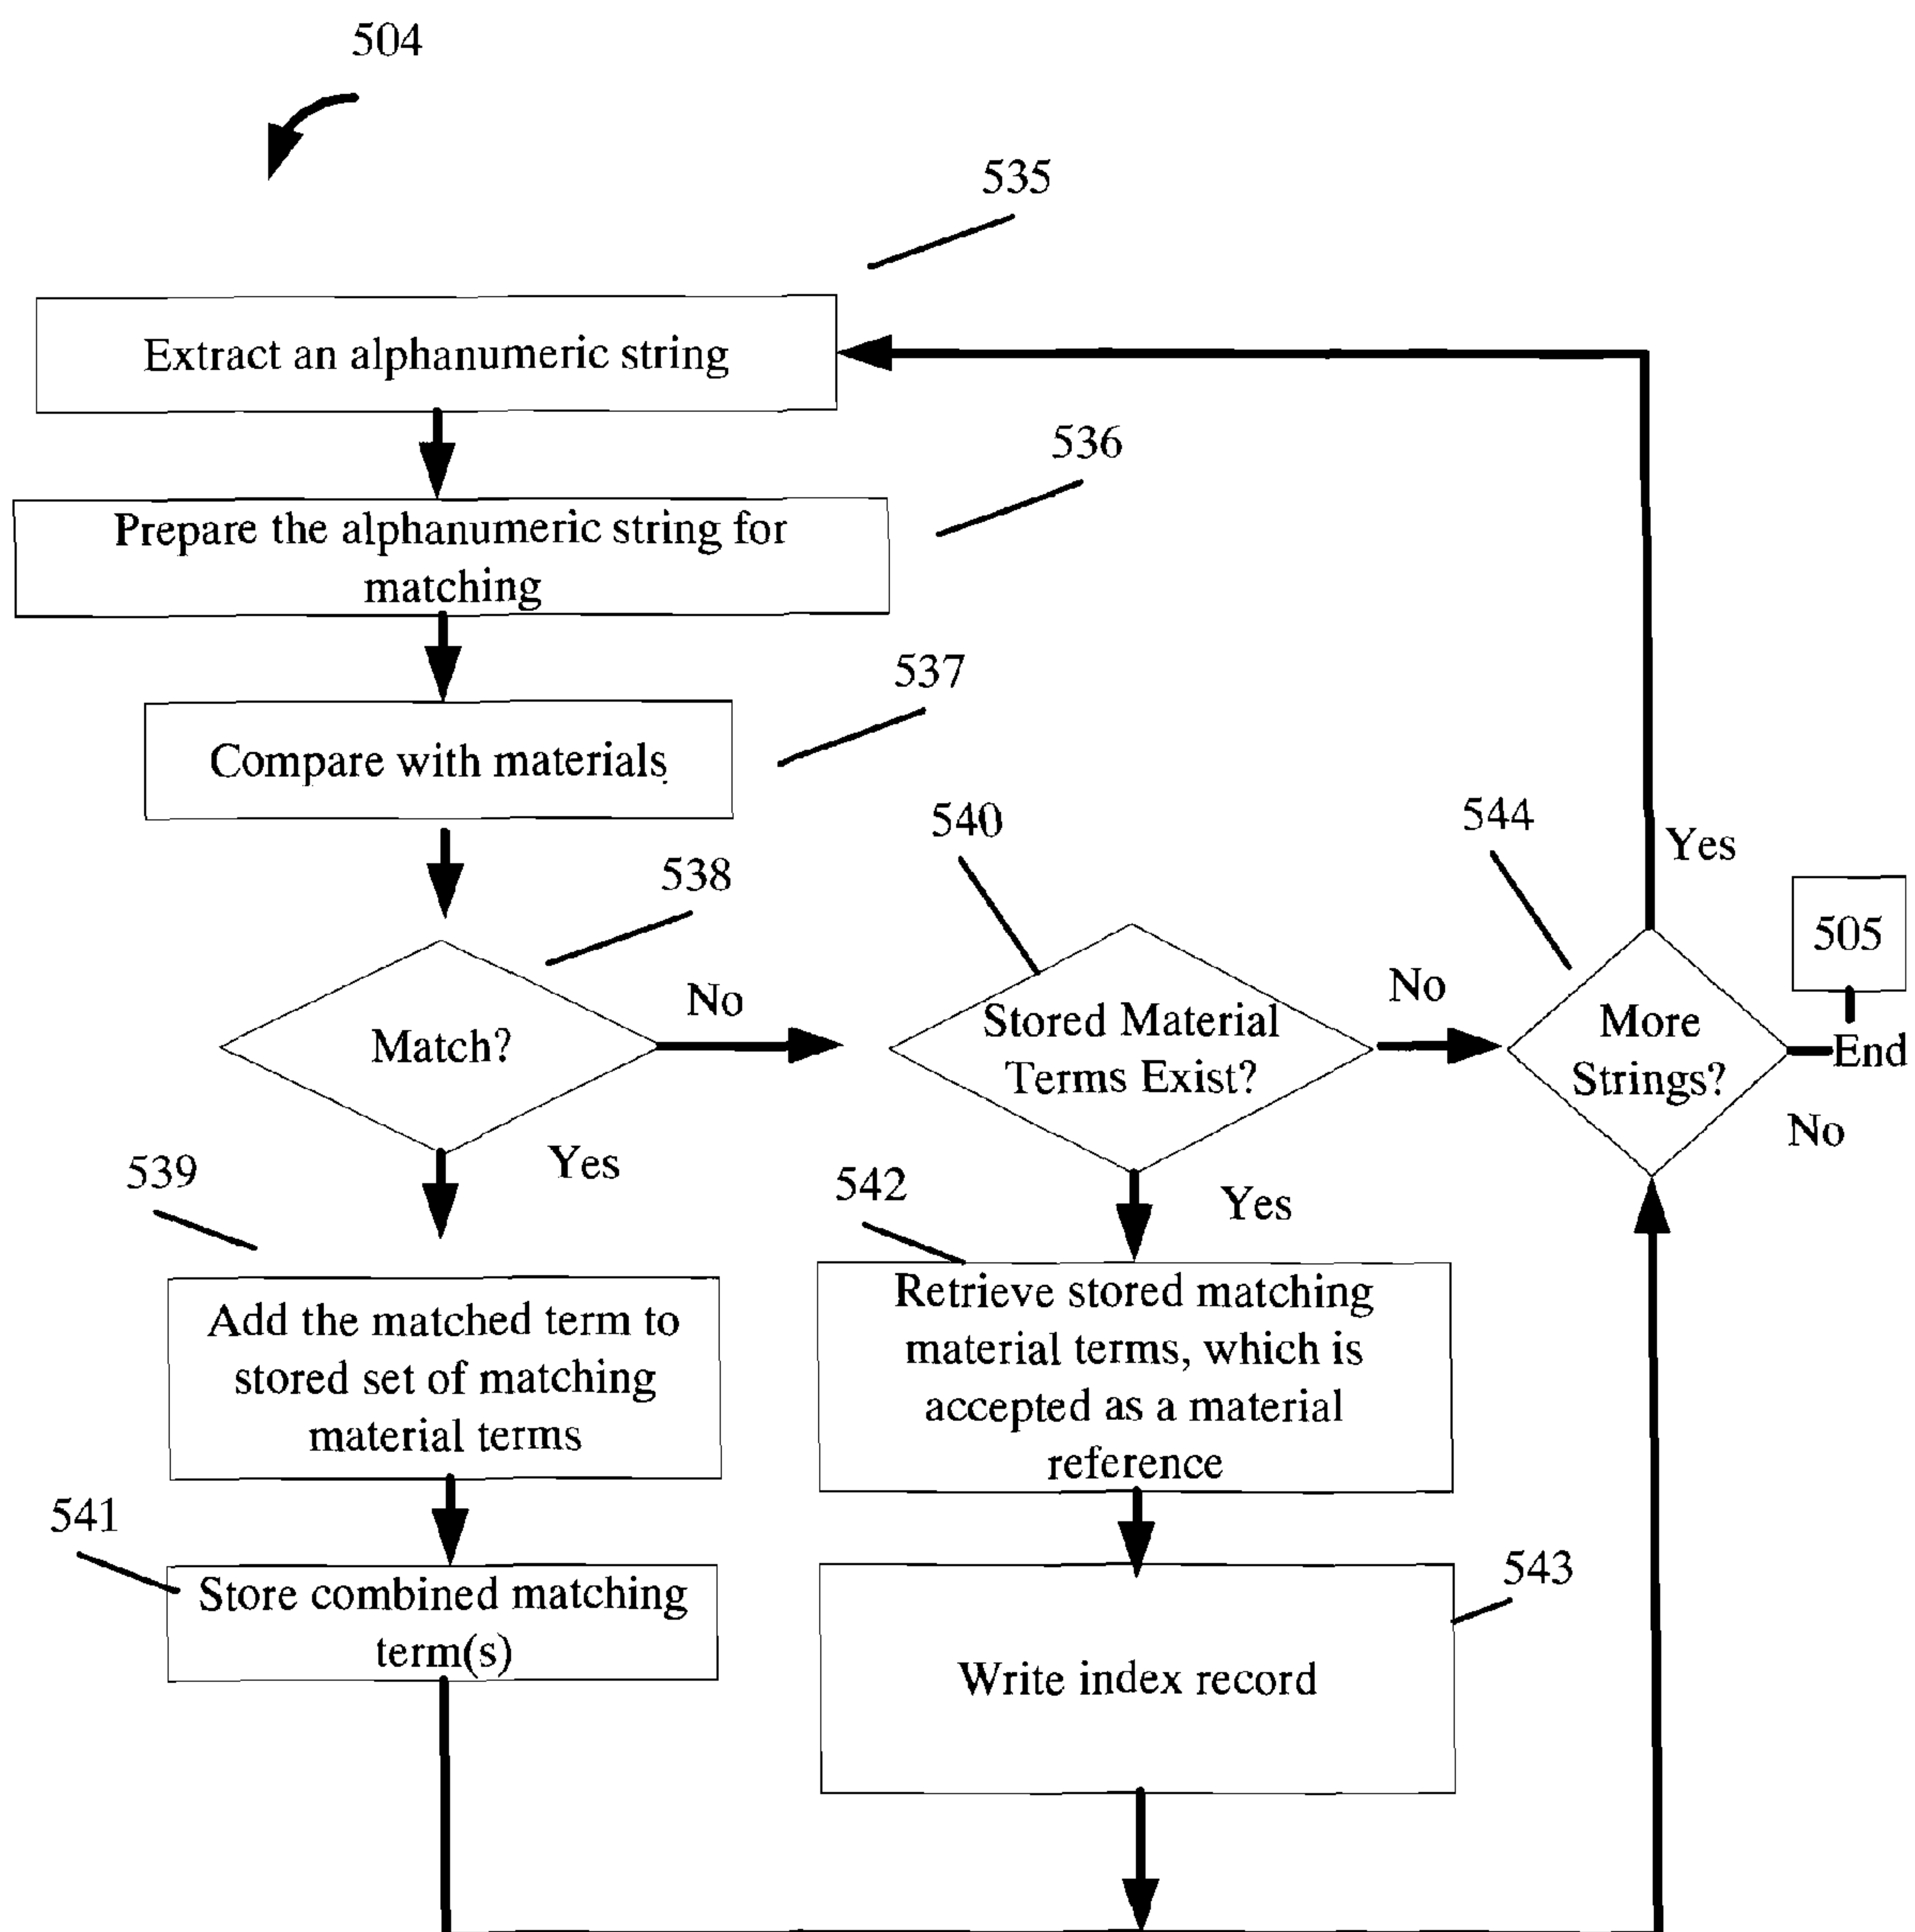 504
535
Extract an alphanumeric string
536
Prepare the alphanumeric string for
matching
537
Compare with materials
540
544
Yes
538
505
No
No
Match?
Stored Material
Terms Exist?
More
Strings?
End
No
Yes
539
542
Yes
Add the matched term to
stored set of matching
material terms
Retrieve stored matching
material terms, which is
accepted as a material
reference
541
Store combined matching
term(s)
543
Write index record